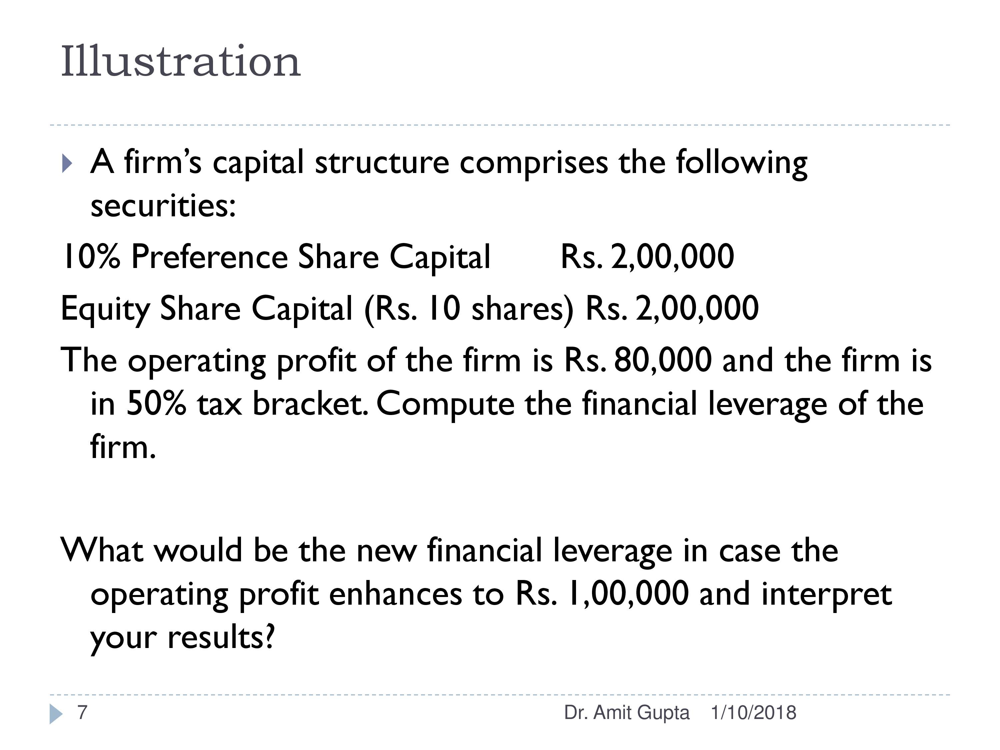 Illustration
A firm’s capital structure comprises the following
securities:
10% Preference Share Capital Rs. 2,00,000
Equity Share Capital (Rs. 10 shares) Rs. 2,00,000
The operating profit of the firm is Rs. 80,000 and the firm is
in 50% tax bracket. Compute the financial leverage of the
firm.
What would be the new financial leverage in case the
operating profit enhances to Rs. 1,00,000 and interpret
your results?
7 Dr. Amit Gupta 1/10/2018